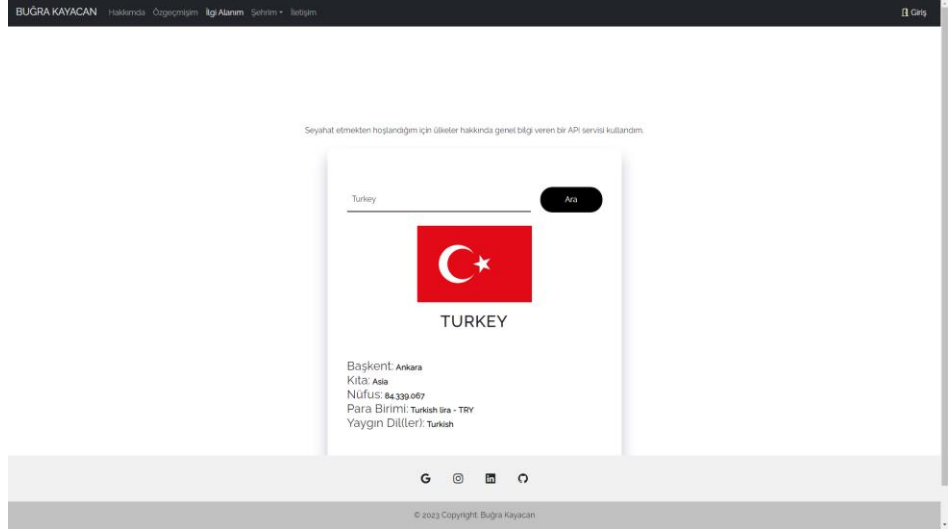 BUĞRA KAYACAN Hakkımda Özgeçmişim İlgi Alanım Şehrim İletişim Giriş
Seyahat etmekten hoşlandığım için ülkeler hakkında genel bilgi veren bir API servisi kullandım.
Turkey Ara
TURKEY
Başkent: Ankara
Kıta: Asia
Nüfus: 84.339.067
Para Birimi: Turkish lira - TRY
Yaygın Dil(ler): Turkish
© 2023 Copyright: Buğra Kayacan